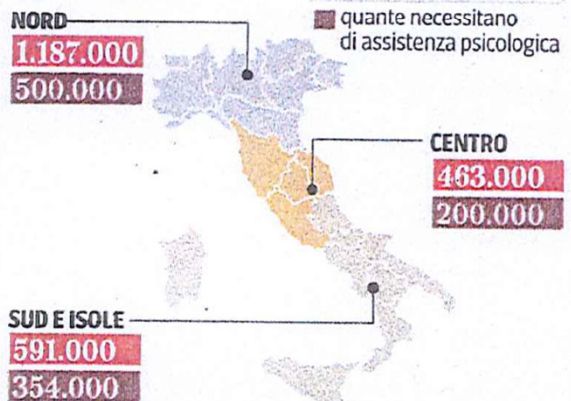 quante necessitano
di assistenza psicologica
NORD
1.187.000
500.000
CENTRO
463.000
200.000
SUD E ISOLE
591.000
354.000